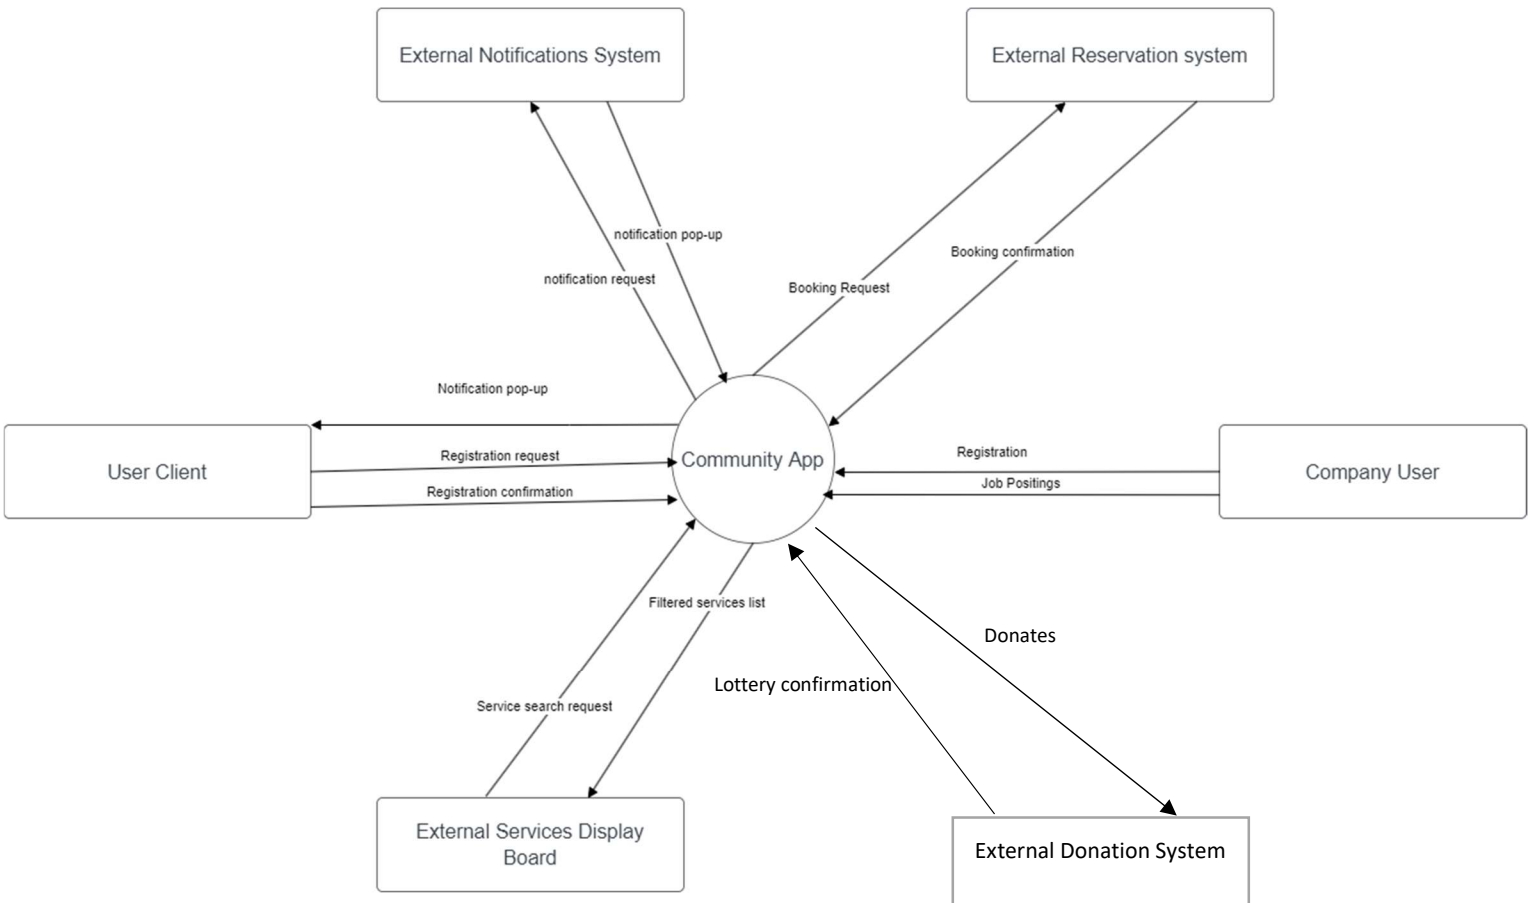 External Notifications System
External Reservation system
notification pop-up
Booking confirmation
notification request
Booking Request
Notification pop-up
Registration
Registration request
Community App
User Client
Company User
Job Positings
Registration confirmation
Filtered services list
Donates
Lottery confirmation
Service search request
External Services Display
Board
External Donation System